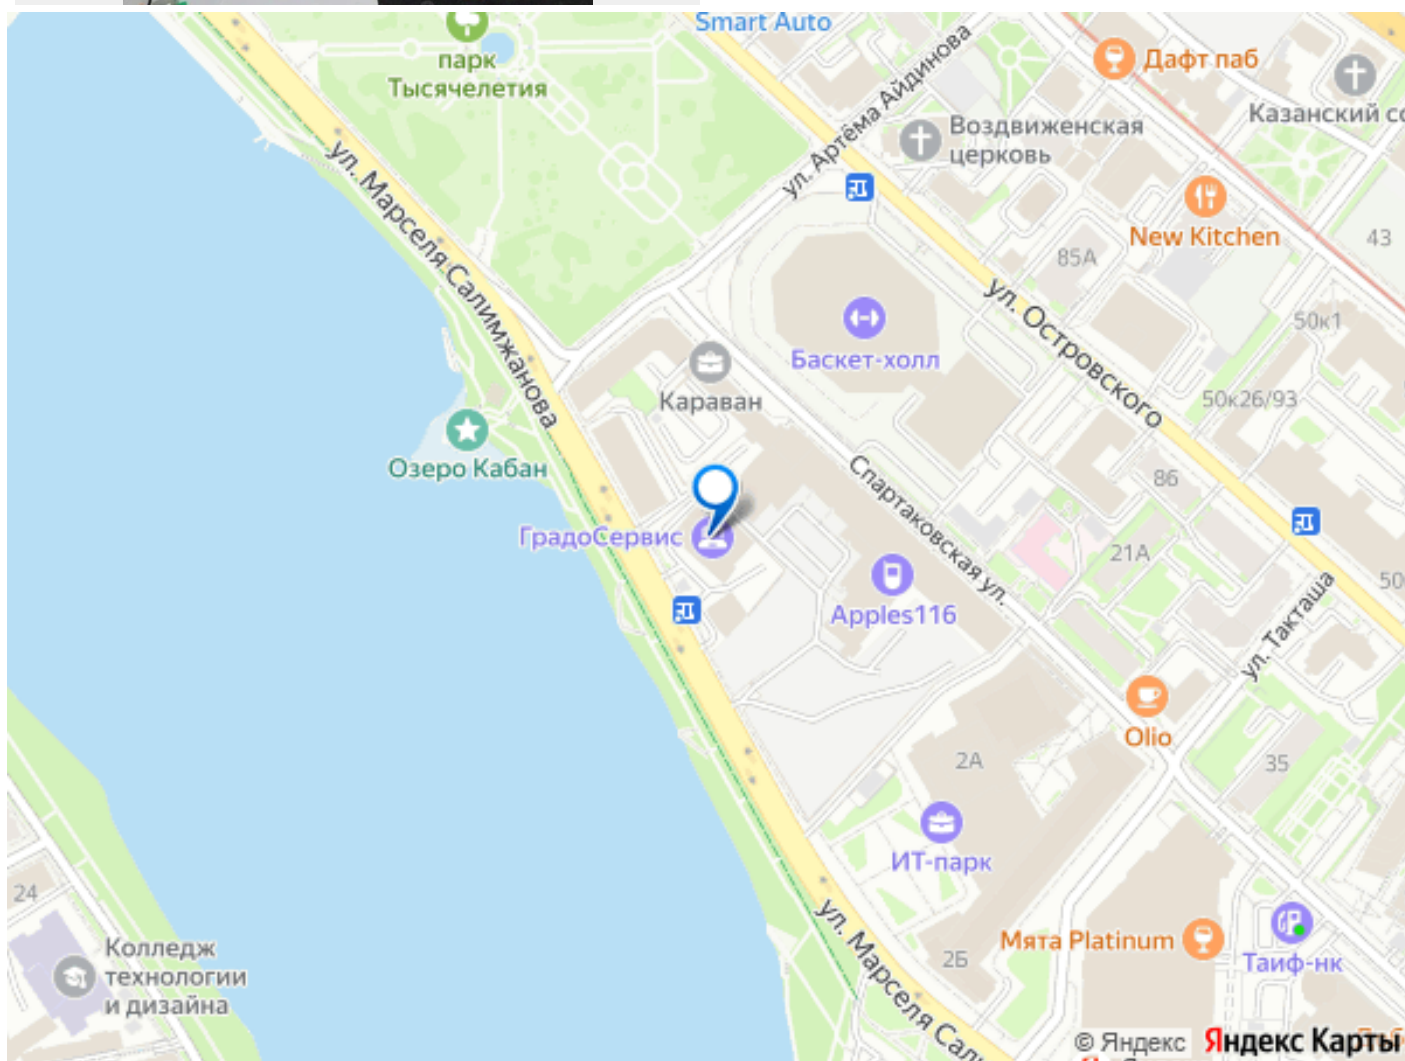 Smart Auto
парк
Тысячелетия
ул. Артёма Айдинова
Дафт паб
Казанский
Воздвиженская
церковь
ул. Марселя Салимжанова
New Kitchen
43
85А
ул. Островского
50к1
Баскет-холл
Караван
50к26/93
Озеро Кабан
Спартаковская ул.
86
ГрадоСервис
21А
50
Apples116
ул. Такташа
Olio
2А
35
ИТ-парк
24
ул. Марселя
2Б
Мята Platinum
Таиф-нк
Колледж
технологии
и дизайна
© Яндекс Яндекс Карты